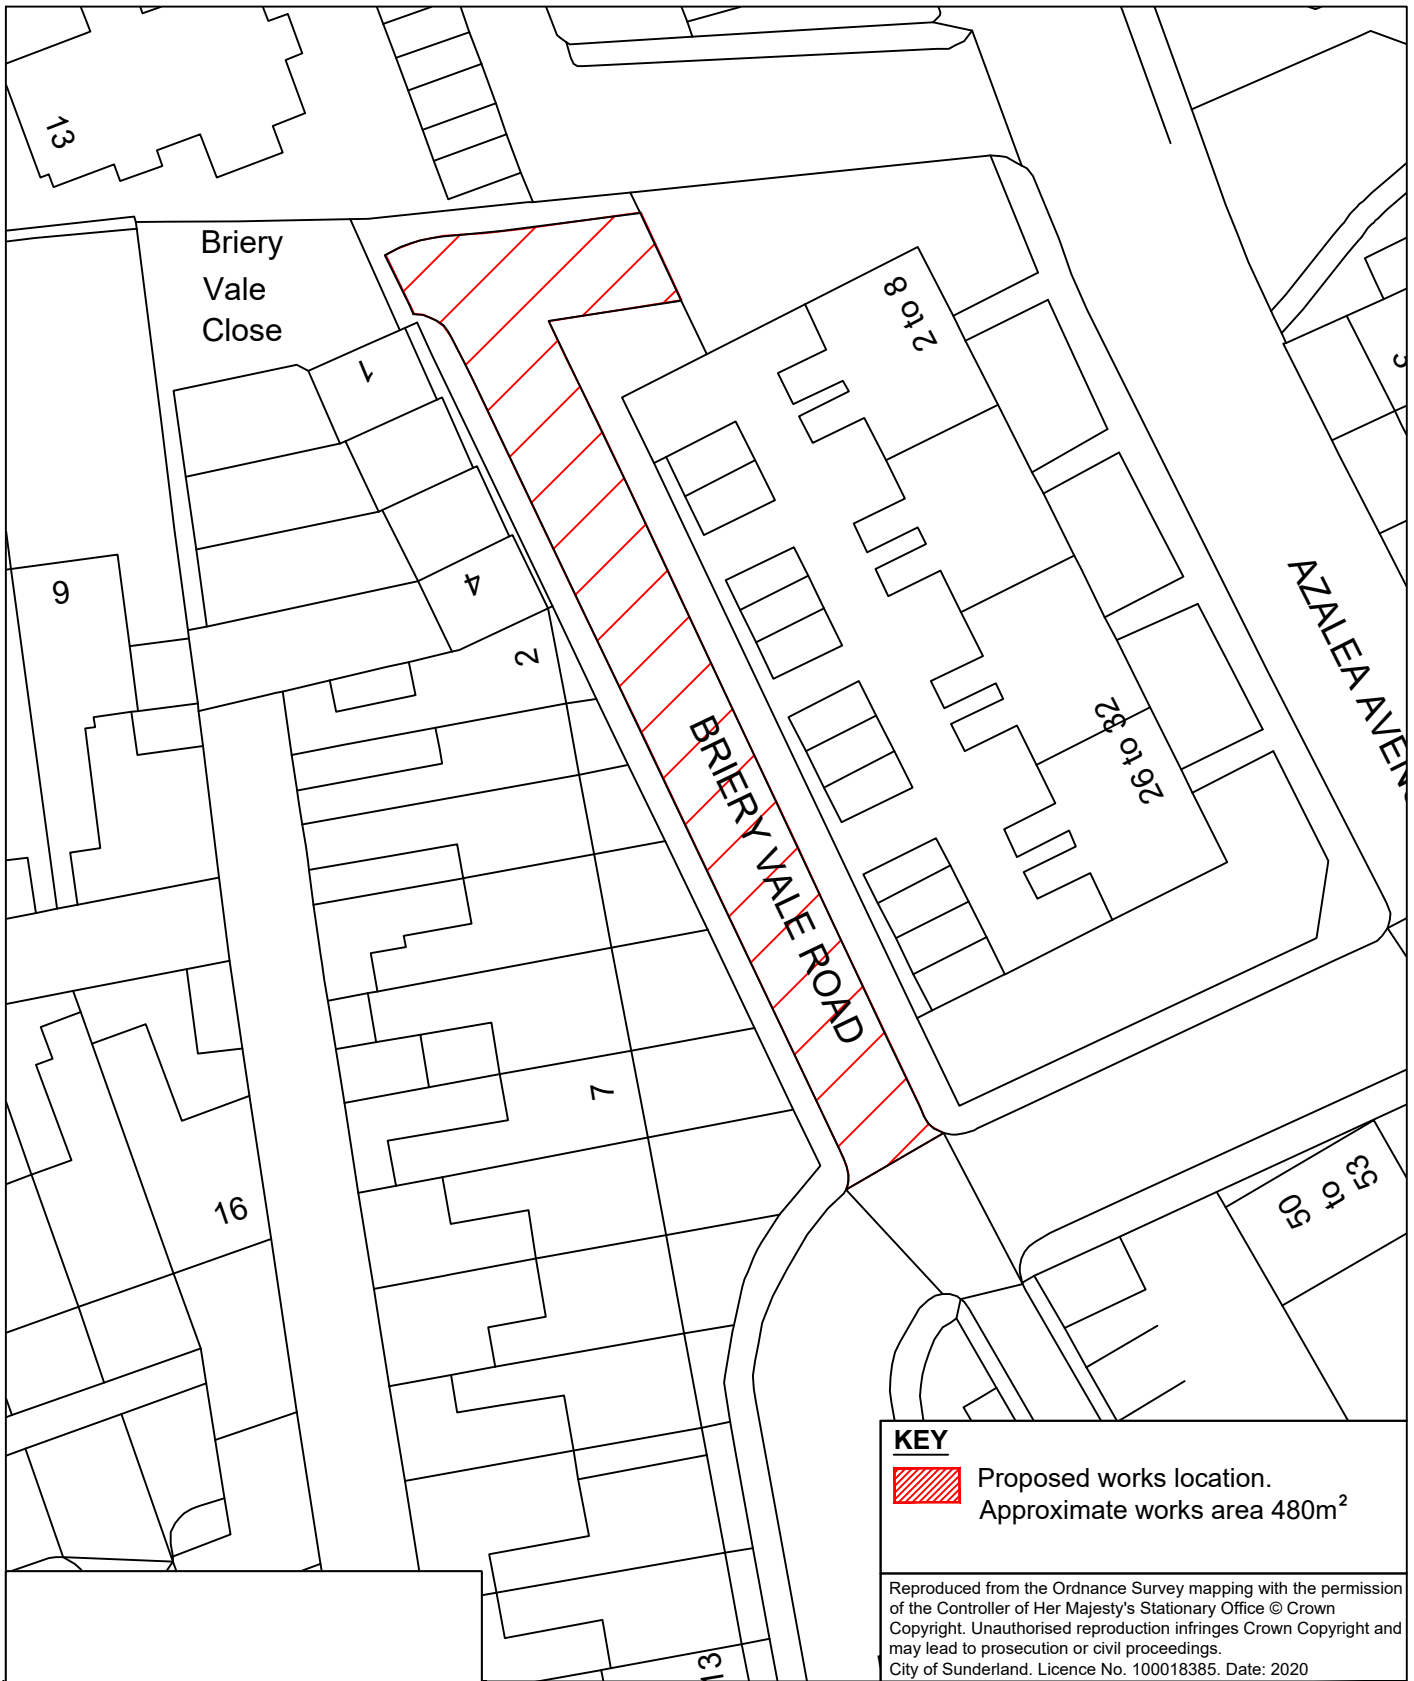 13
Briery
Vale
Close
1
4
2
9
2 to 8
26 to 32
AZALEA AVEN
BRIERY VALE ROAD
7
16
50
to
53
13
KEY
Proposed works location.
Approximate works area 480m²
Reproduced from the Ordnance Survey mapping with the permission
of the Controller of Her Majesty's Stationary Office © Crown
Copyright. Unauthorised reproduction infringes Crown Copyright and
may lead to prosecution or civil proceedings.
City of Sunderland. Licence No. 100018385. Date: 2020